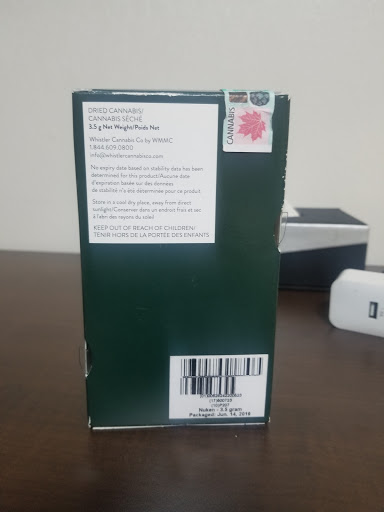 DRIED CANNABIS/
CANNABIS SÉCHÉ
3.5 g Net Weight/Poids Net
Whistler Cannabis Co by WMMC
1.844.609.0800
info@whistlercannabisco.com
No expiry date based on stability data has been
determined for this product/Aucune date
d'expiration basée sur des données
de stabilité n'a été déterminée pour ce produit.
Store in a cool dry place, away from direct
sunlight/Conserver dans un endroit frais et sec
à l'abri des rayons du soleil
KEEP OUT OF REACH OF CHILDREN/
TENIR HORS DE LA PORTÉE DES ENFANTS
CANNABIS
Nuken - 3.5 gram
Packaged: Jun. 14, 2019